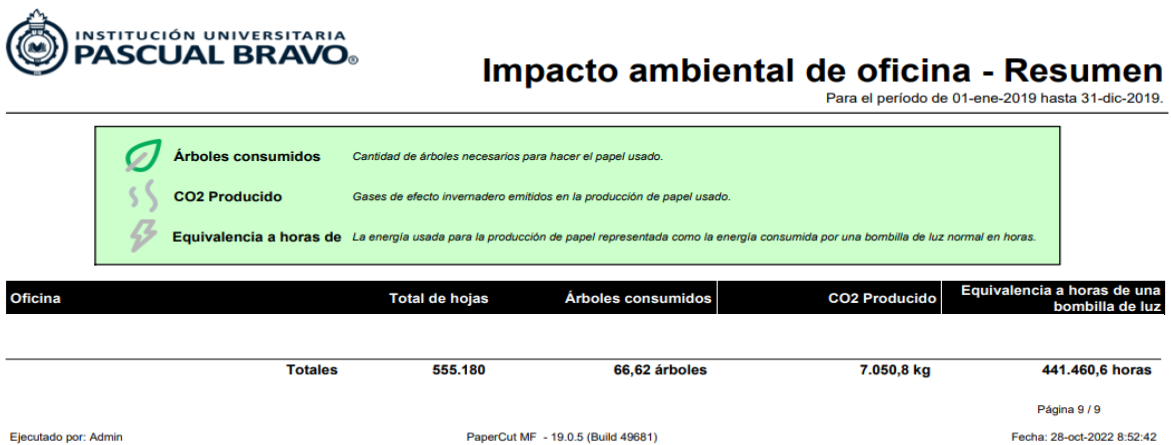 INSTITUCIÓN UNIVERSITARIA
PASCUAL BRAVO®
Impacto ambiental de oficina - Resumen
Para el período de 01-ene-2019 hasta 31-dic-2019.
Árboles consumidos Cantidad de árboles necesarios para hacer el papel usado.
CO2 Producido Gases de efecto invernadero emitidos en la producción de papel usado.
Equivalencia a horas de La energía usada para la producción de papel representada como la energía consumida por una bombilla de luz normal en horas.
Oficina Total de hojas Árboles consumidos CO2 Producido Equivalencia a horas de una
bombilla de luz
Totales 555.180 66,62 árboles 7.050,8 kg 441.460,6 horas
Página 9 / 9
Ejecutado por: Admin PaperCut MF - 19.0.5 (Build 49681) Fecha: 28-oct-2022 8:52:42